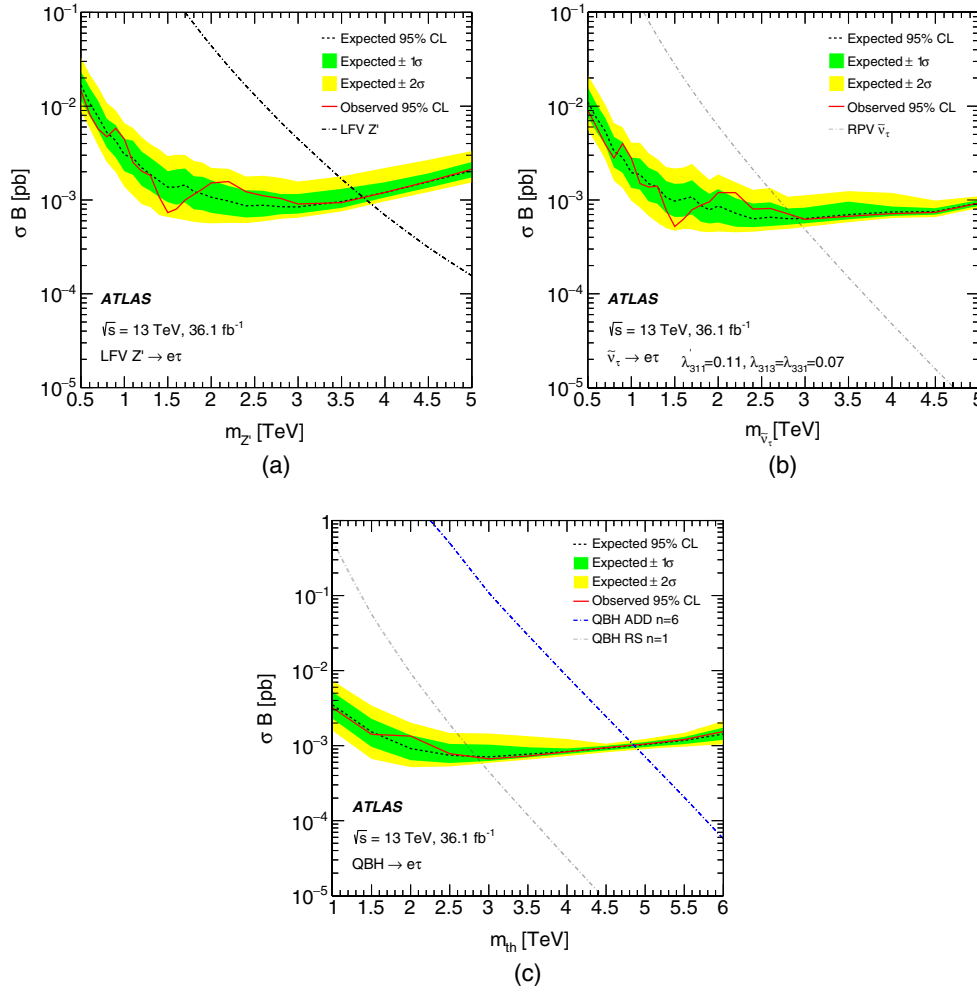 10⁻¹
10⁻²
10⁻³
10⁻⁴
10⁻⁵
σ B [pb]
Expected 95% CL
Expected ± 1σ
Expected ± 2σ
Observed 95% CL
LFV Z'
ATLAS
√s = 13 TeV, 36.1 fb⁻¹
LFV Z' → eτ
0.5 1 1.5 2 2.5 3 3.5 4 4.5 5
m_Z' [TeV]
(a)
10⁻¹
10⁻²
10⁻³
10⁻⁴
10⁻⁵
σ B [pb]
Expected 95% CL
Expected ± 1σ
Expected ± 2σ
Observed 95% CL
RPV ν̃_τ
ATLAS
√s = 13 TeV, 36.1 fb⁻¹
ν̃_τ → eτ λ'₃₁₁=0.11, λ₃₁₃=λ₃₃₁=0.07
0.5 1 1.5 2 2.5 3 3.5 4 4.5 5
m_ν̃_τ [TeV]
(b)
1
10⁻¹
10⁻²
10⁻³
10⁻⁴
10⁻⁵
σ B [pb]
Expected 95% CL
Expected ± 1σ
Expected ± 2σ
Observed 95% CL
QBH ADD n=6
QBH RS n=1
ATLAS
√s = 13 TeV, 36.1 fb⁻¹
QBH → eτ
1 1.5 2 2.5 3 3.5 4 4.5 5 5.5 6
m_th [TeV]
(c)